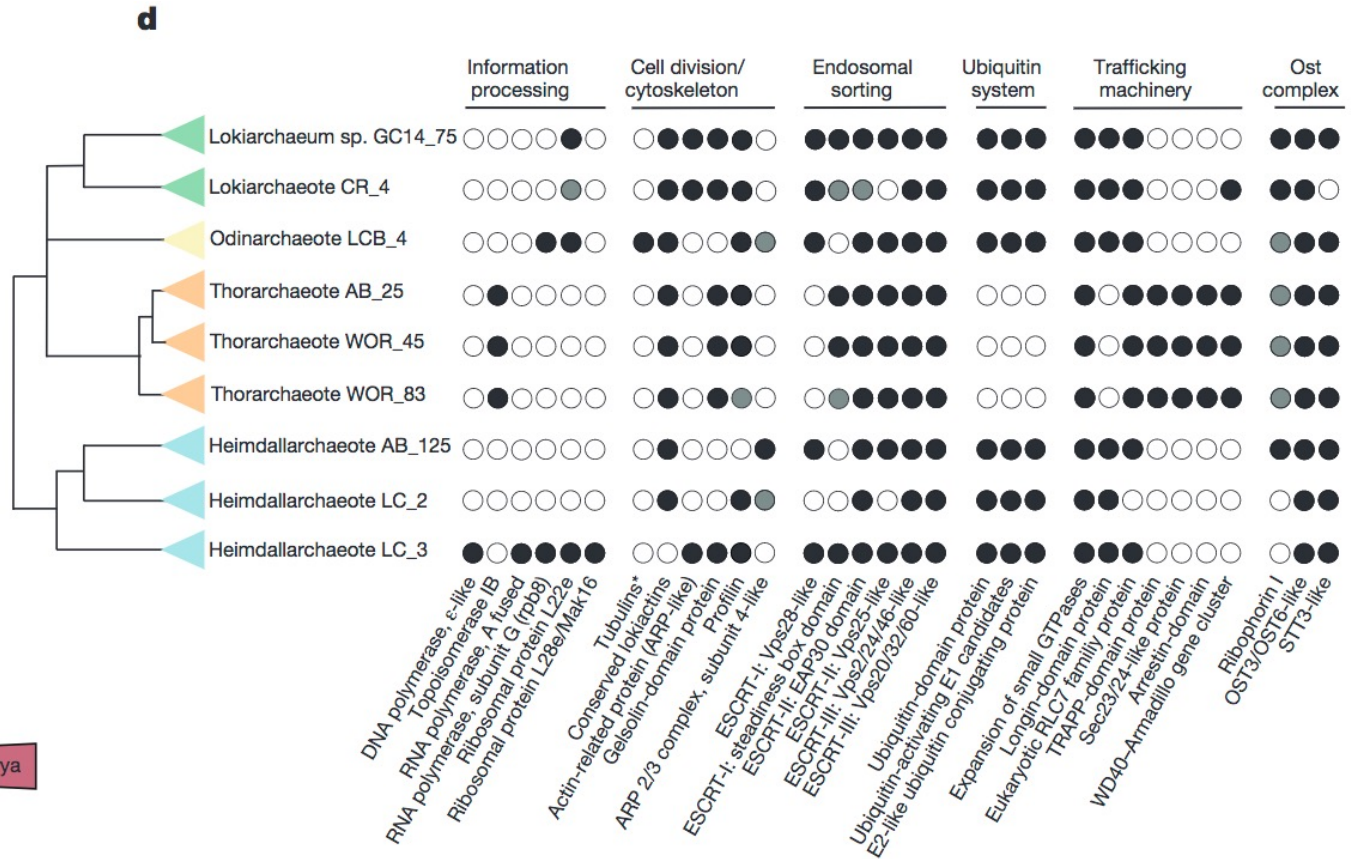 d
Information
processing
Cell division/
cytoskeleton
Endosomal
sorting
Ubiquitin
system
Trafficking
machinery
Ost
complex
Lokiarchaeum sp. GC14_75
Lokiarchaeote CR_4
Odinarchaeote LCB_4
Thorarchaeote AB_25
Thorarchaeote WOR_45
Thorarchaeote WOR_83
Heimdallarchaeote AB_125
Heimdallarchaeote LC_2
Heimdallarchaeote LC_3
DNA polymerase, ε-like
Topoisomerase IB
RNA polymerase, A fused
RNA polymerase, subunit G (rpb8)
Ribosomal protein L22e
Ribosomal protein L28e/Mak16
Tubulins*
Conserved lokiactins
Actin-related protein (ARP-like)
Gelsolin-domain protein
Profilin
ARP 2/3 complex, subunit 4-like
ESCRT-I: Vps28-like
ESCRT-I: steadiness box domain
ESCRT-II: EAP30 domain
ESCRT-II: Vps25-like
ESCRT-III: Vps2/24/46-like
ESCRT-III: Vps20/32/60-like
Ubiquitin-domain protein
Ubiquitin-activating E1 candidates
E2-like ubiquitin conjugating protein
Expansion of small GTPases
Longin-domain protein
Eukaryotic RLC7 familiy protein
TRAPP-domain protein
Sec23/24-like protein
Arrestin-domain
WD40-Armadillo gene cluster
Ribophorin I
OST3/OST6-like
STT3-like
ya